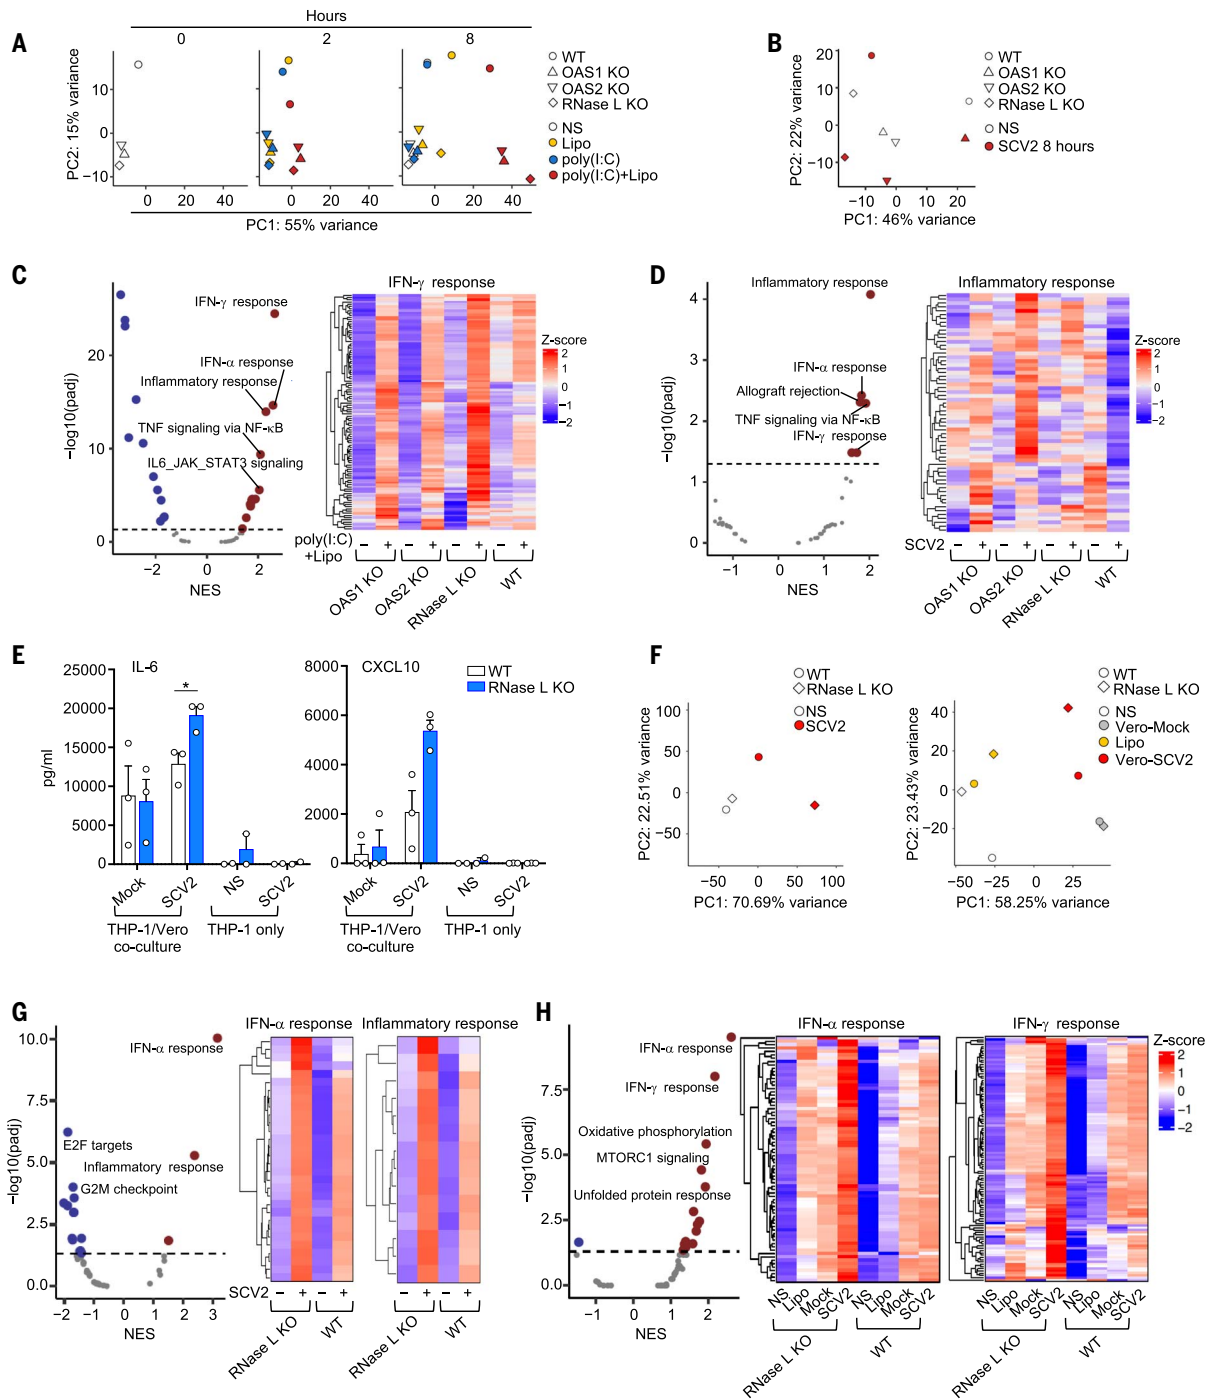 A
Hours
0
2
8
PC2: 15% variance
10
0
−10
0 20 40
0 20 40
0 20 40
PC1: 55% variance
WT
OAS1 KO
OAS2 KO
RNase L KO
NS
Lipo
poly(I:C)
poly(I:C)+Lipo
B
PC2: 22% variance
20
10
0
−10
−10 0 10 20
PC1: 46% variance
WT
OAS1 KO
OAS2 KO
RNase L KO
NS
SCV2 8 hours
C
−log10(padj)
20
10
0
−2 0 2
NES
IFN-γ response
IFN-α response
Inflammatory response
TNF signaling via NF-κB
IL6_JAK_STAT3 signaling
IFN-γ response
Z-score
2
1
0
−1
−2
poly(I:C)
+Lipo
− + − + − + − +
OAS1 KO
OAS2 KO
RNase L KO
WT
D
−log10(padj)
4
3
2
1
0
−1 0 1 2
NES
Inflammatory response
IFN-α response
Allograft rejection
TNF signaling via NF-κB
IFN-γ response
Inflammatory response
Z-score
2
1
0
−1
−2
SCV2 − + − + − + − +
OAS1 KO
OAS2 KO
RNase L KO
WT
E
pg/ml
25000
20000
15000
10000
5000
0
IL-6
*
Mock
SCV2
NS
SCV2
THP-1/Vero
co-culture
THP-1 only
8000
6000
4000
2000
0
CXCL10
WT
RNase L KO
Mock
SCV2
NS
SCV2
THP-1/Vero
co-culture
THP-1 only
F
PC2: 22.51% variance
100
50
0
−50
−50 0 50 100
PC1: 70.69% variance
WT
RNase L KO
NS
SCV2
PC2: 23.43% variance
40
20
0
−20
−50 −25 0 25
PC1: 58.25% variance
WT
RNase L KO
NS
Vero-Mock
Lipo
Vero-SCV2
G
−log10(padj)
10.0
7.5
5.0
2.5
0.0
−2 −1 0 1 2 3
NES
IFN-α response
E2F targets
Inflammatory response
G2M checkpoint
IFN-α response
Inflammatory response
SCV2 − + − +
− + − +
RNase L KO
WT
RNase L KO
WT
H
−log10(padj)
7.5
5.0
2.5
0.0
−1 0 1 2
NES
IFN-α response
IFN-γ response
Oxidative phosphorylation
MTORC1 signaling
Unfolded protein response
IFN-α response
IFN-γ response
Z-score
2
1
0
−1
−2
NS Lipo Mock SCV2 NS Lipo Mock SCV2
RNase L KO
WT
NS Lipo Mock SCV2 NS Lipo Mock SCV2
RNase L KO
WT